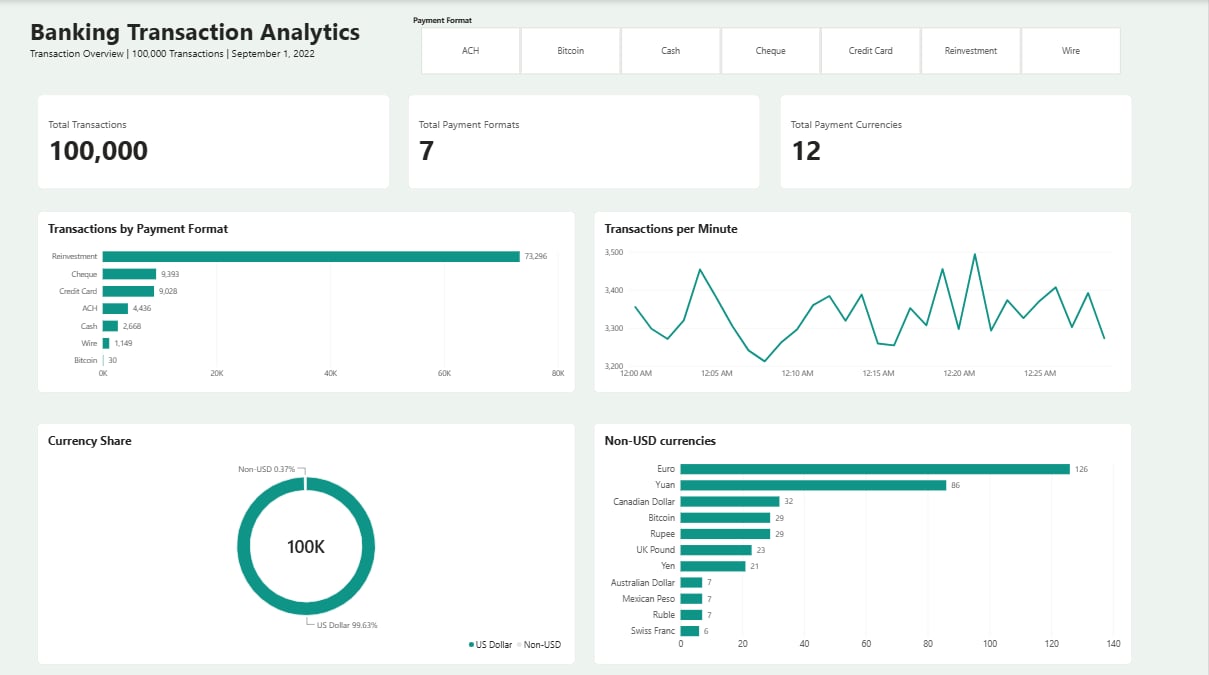 Banking Transaction Analytics
Transaction Overview | 100,000 Transactions | September 1, 2022
Payment Format
ACH
Bitcoin
Cash
Cheque
Credit Card
Reinvestment
Wire
Total Transactions
100,000
Total Payment Formats
7
Total Payment Currencies
12
Transactions by Payment Format
Reinvestment 73,296
Cheque 9,393
Credit Card 9,028
ACH 4,436
Cash 2,668
Wire 1,149
Bitcoin 30
0K 20K 40K 60K 80K
Transactions per Minute
3,500
3,400
3,300
3,200
12:00 AM 12:05 AM 12:10 AM 12:15 AM 12:20 AM 12:25 AM
Currency Share
Non-USD 0.37%
100K
US Dollar 99.63%
US Dollar Non-USD
Non-USD currencies
Euro 126
Yuan 86
Canadian Dollar 32
Bitcoin 29
Rupee 29
UK Pound 23
Yen 21
Australian Dollar 7
Mexican Peso 7
Ruble 7
Swiss Franc 6
0 20 40 60 80 100 120 140